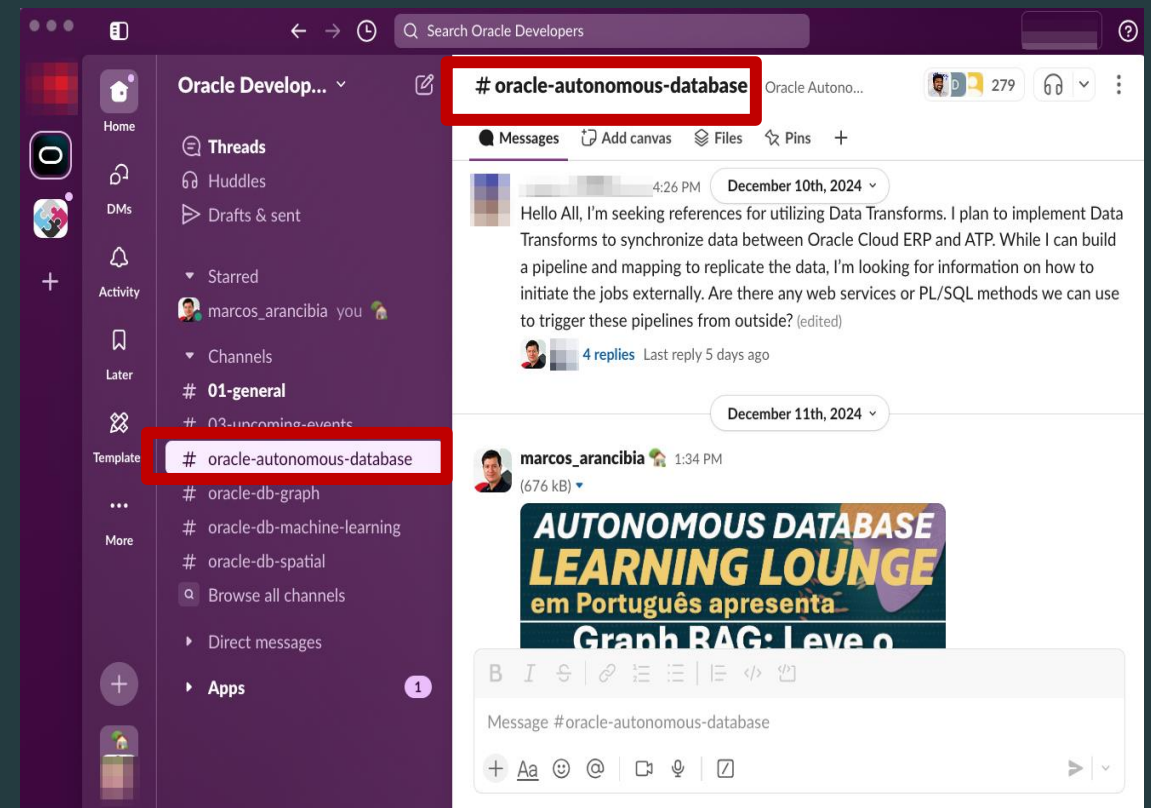 Search Oracle Developers
Home
DMs
Activity
Later
Template
More
Oracle Develop...
Threads
Huddles
Drafts & sent
Starred
marcos_arancibia you
Channels
# 01-general
# 03-upcoming-events
# oracle-autonomous-database
# oracle-db-graph
# oracle-db-machine-learning
# oracle-db-spatial
Browse all channels
Direct messages
Apps 1
# oracle-autonomous-database Oracle Autono... D 279
Messages Add canvas Files Pins +
4:26 PM December 10th, 2024
Hello All, I'm seeking references for utilizing Data Transforms. I plan to implement Data
Transforms to synchronize data between Oracle Cloud ERP and ATP. While I can build
a pipeline and mapping to replicate the data, I'm looking for information on how to
initiate the jobs externally. Are there any web services or PL/SQL methods we can use
to trigger these pipelines from outside? (edited)
4 replies Last reply 5 days ago
December 11th, 2024
marcos_arancibia 1:34 PM
(676 kB)
AUTONOMOUS DATABASE
LEARNING LOUNGE
em Português apresenta
Graph RAG: Leve o
B I S
Message #oracle-autonomous-database
+ Aa @